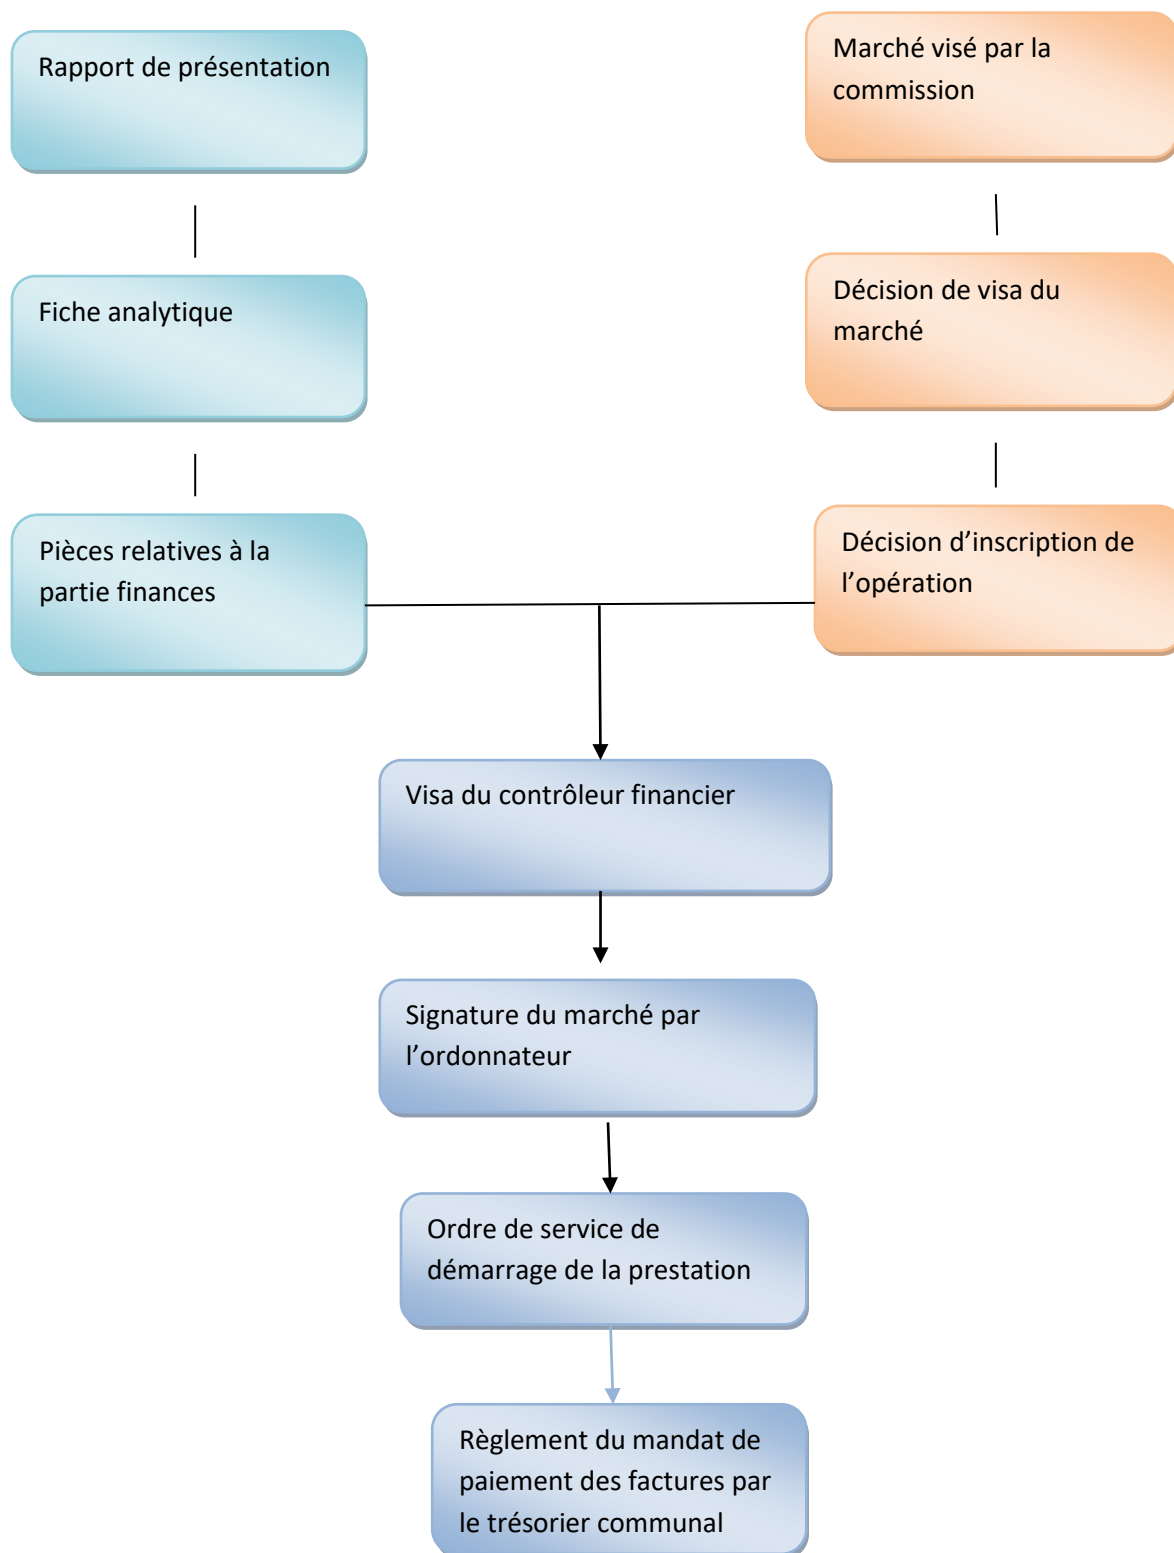 Rapport de présentation
Marché visé par la
commission
Fiche analytique
Décision de visa du
marché
Pièces relatives à la
partie finances
Décision d’inscription de
l’opération
Visa du contrôleur financier
Signature du marché par
l’ordonnateur
Ordre de service de
démarrage de la prestation
Règlement du mandat de
paiement des factures par
le trésorier communal